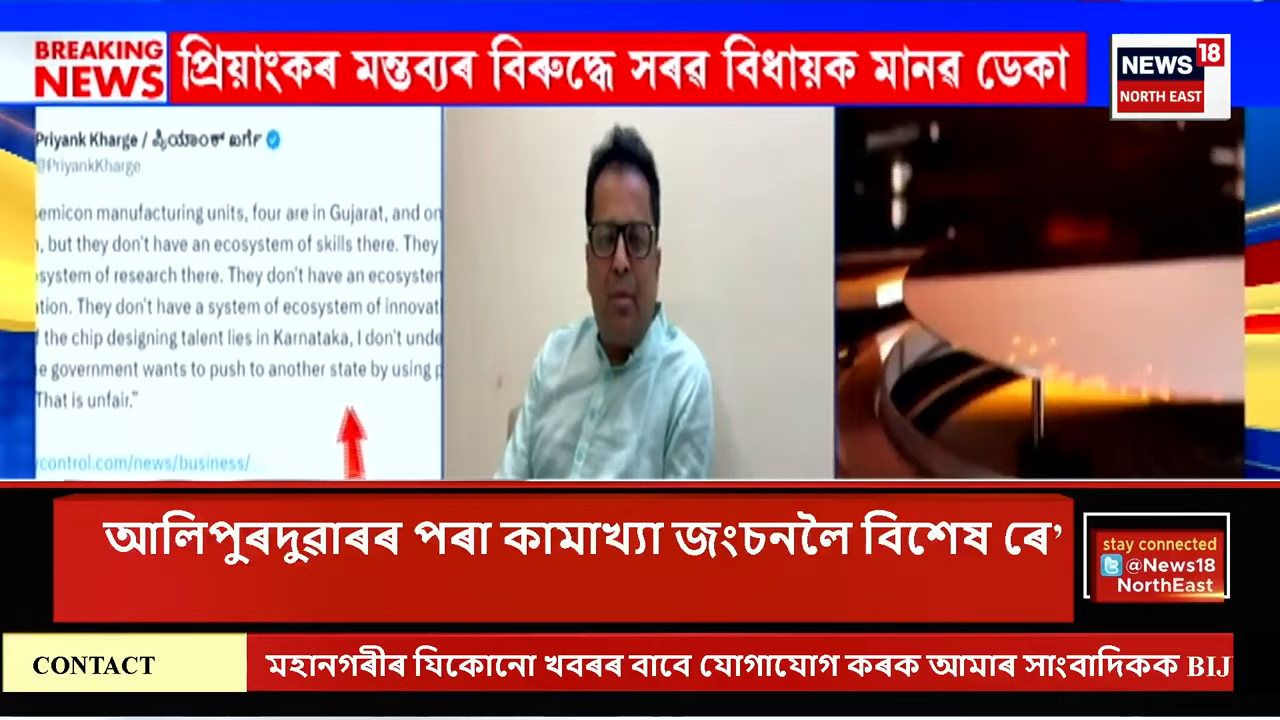 BREAKING
NEWS
প্ৰিয়াংকৰ মন্তব্যৰ বিৰুদ্ধে সৰৱ বিধায়ক মানৱ ডেকা
NEWS 18
NORTH EAST
Priyank Kharge / ಪ್ರಿಯಾಂಕ್ ಖರ್ಗೆ
@PriyankKharge
semicon manufacturing units, four are in Gujarat, and on
, but they don't have an ecosystem of skills there. They
system of research there. They don't have an ecosystem
ation. They don't have a system of ecosystem of innovat
f the chip designing talent lies in Karnataka, I don't unde
e government wants to push to another state by using p
That is unfair."
control.com/news/business/
আলিপুৰদুৱাৰৰ পৰা কামাখ্যা জংচনলৈ বিশেষ ৰে’
stay connected
@News18
NorthEast
CONTACT
মহানগৰীৰ যিকোনো খবৰৰ বাবে যোগাযোগ কৰক আমাৰ সাংবাদিকক BIJ